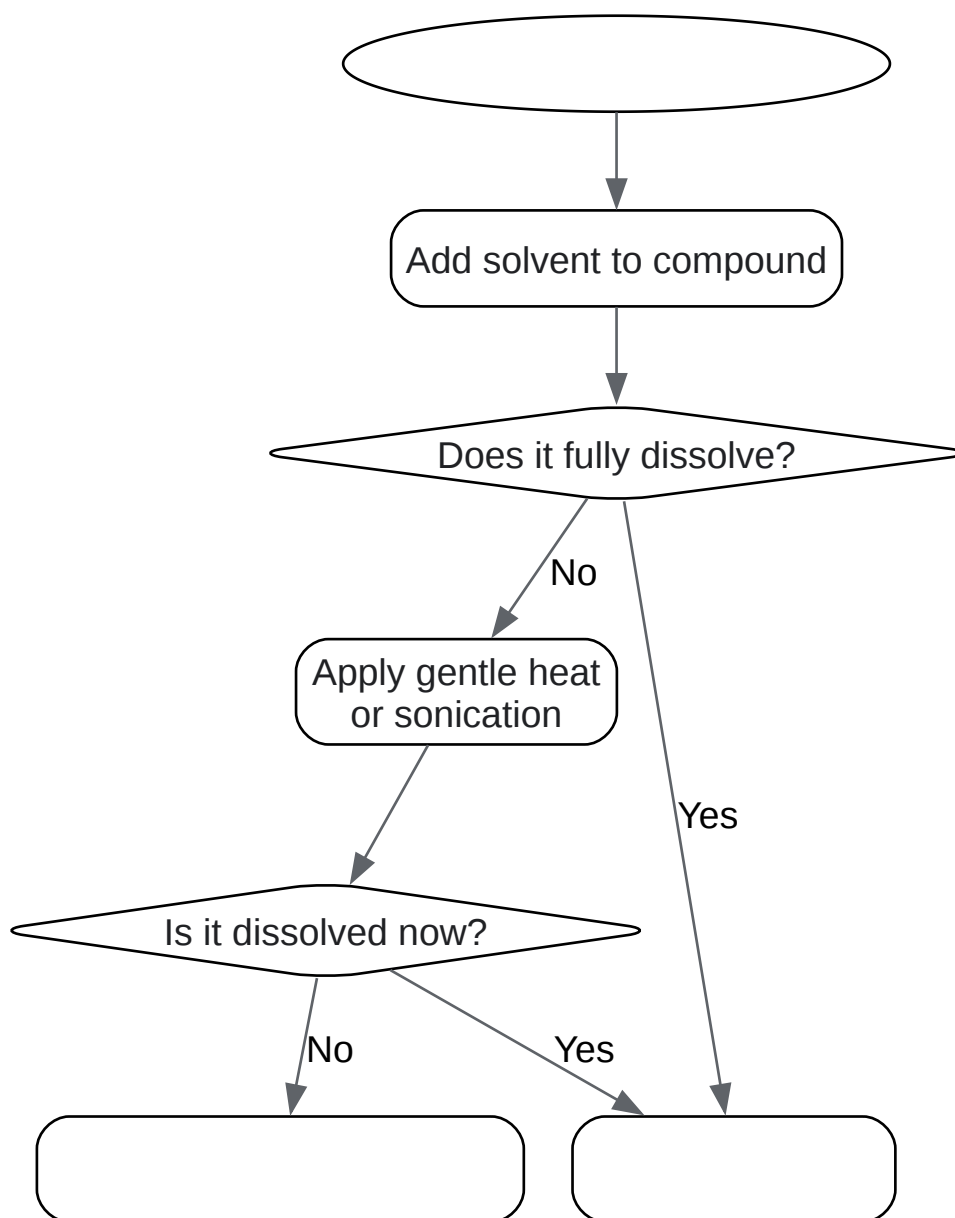 Add solvent to compound
Does it fully dissolve?
No
Apply gentle heat
or sonication
Yes
Is it dissolved now?
No
Yes